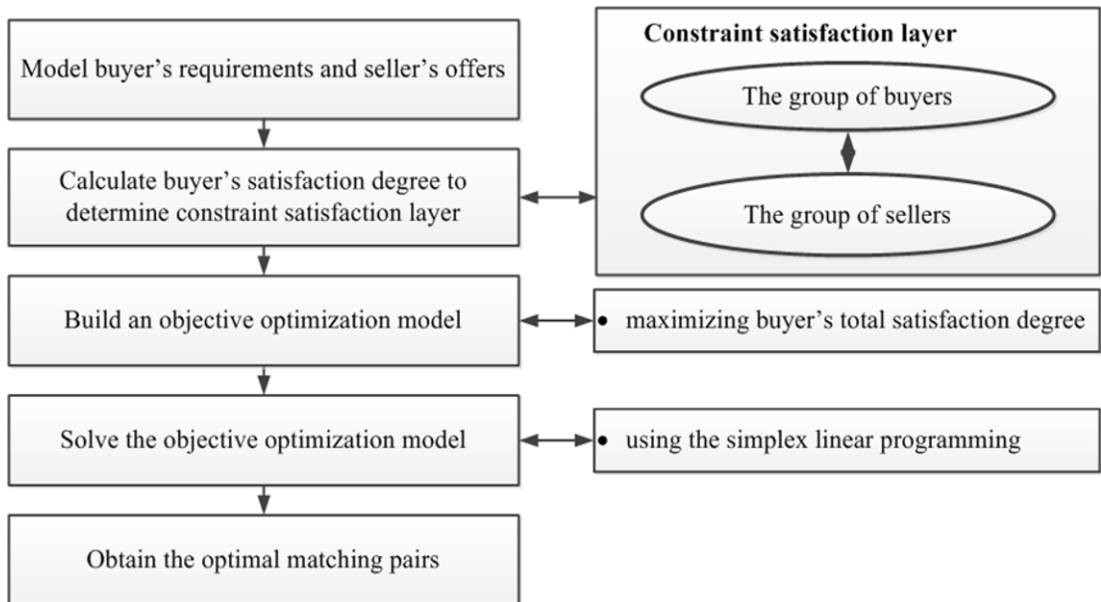 Model buyer’s requirements and seller’s offers
Calculate buyer’s satisfaction degree to
determine constraint satisfaction layer
Build an objective optimization model
Solve the objective optimization model
Obtain the optimal matching pairs
Constraint satisfaction layer
The group of buyers
The group of sellers
• maximizing buyer’s total satisfaction degree
• using the simplex linear programming